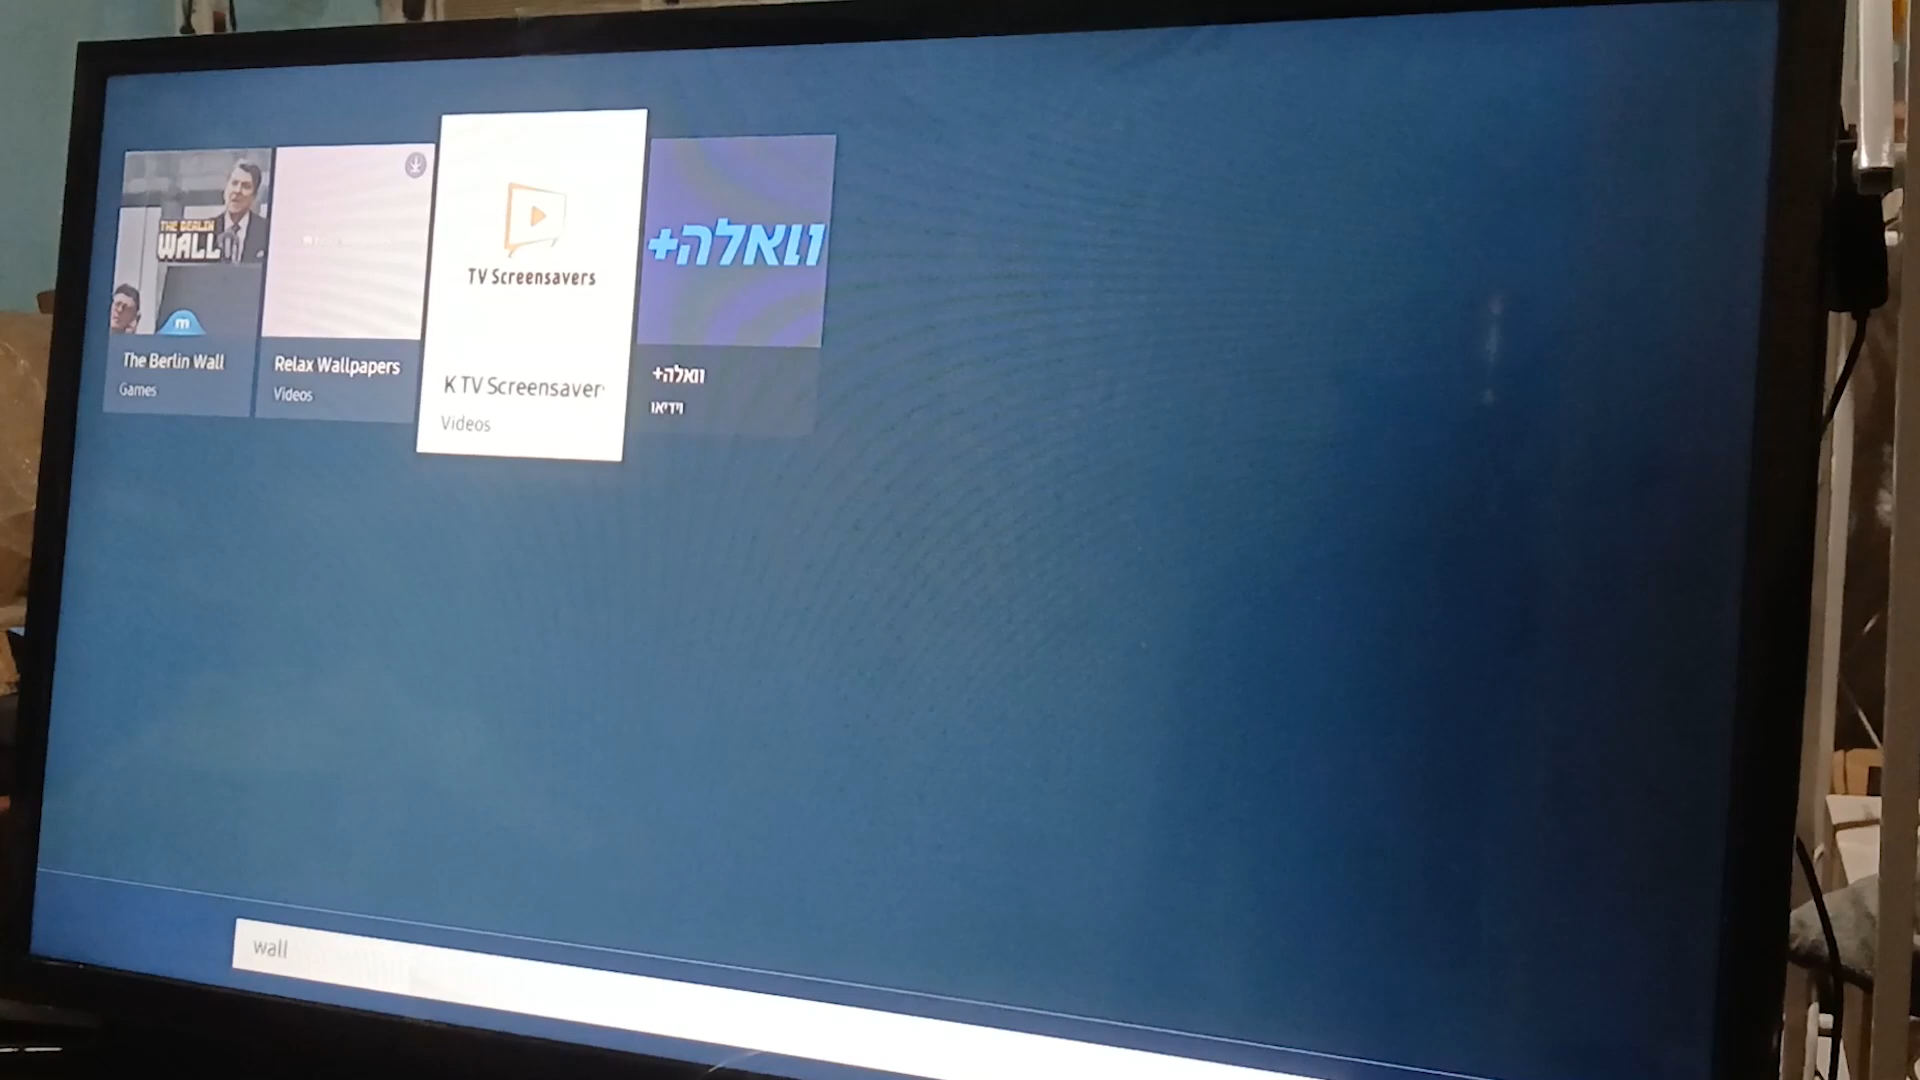 THE BERLIN
WALL
m
The Berlin Wall
Games
Relax Wallpapers
Videos
TV Screensavers
K TV Screensaver
Videos
וואלה+
וואלה+
וידיאו
wall